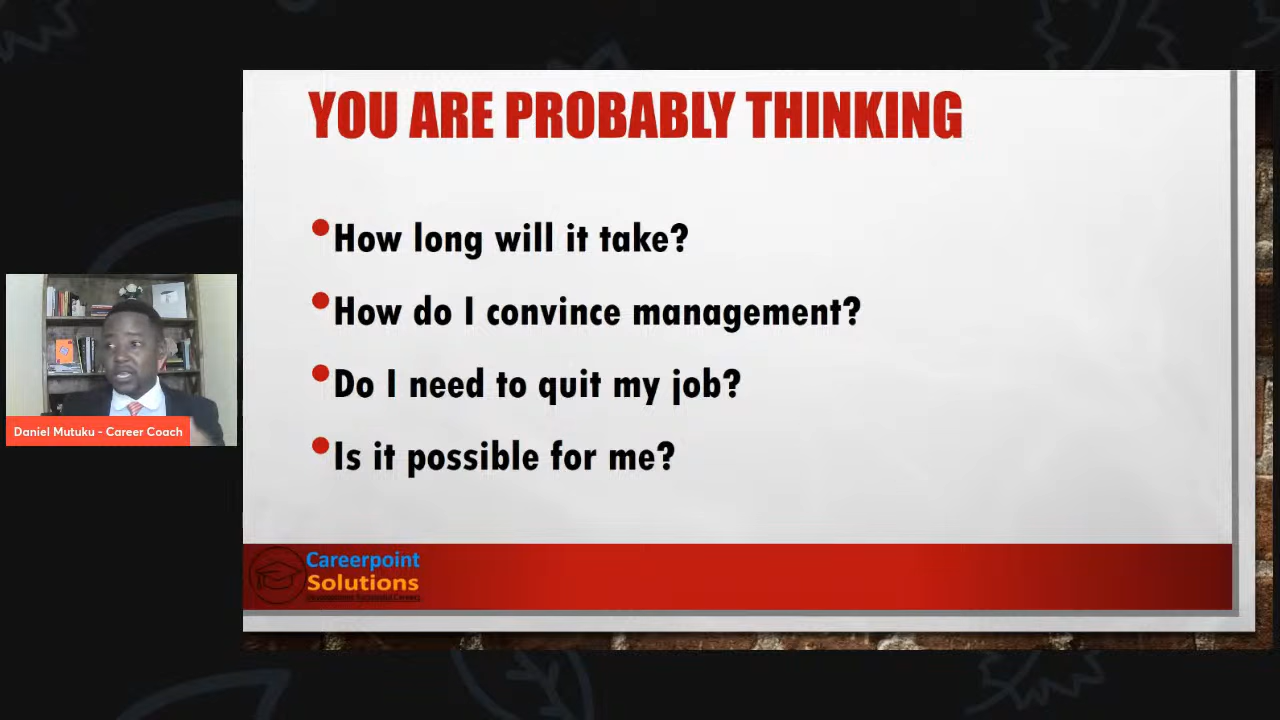 YOU ARE PROBABLY THINKING
•How long will it take?
•How do I convince management?
•Do I need to quit my job?
•Is it possible for me?
Daniel Mutuku - Career Coach
Careerpoint
Solutions